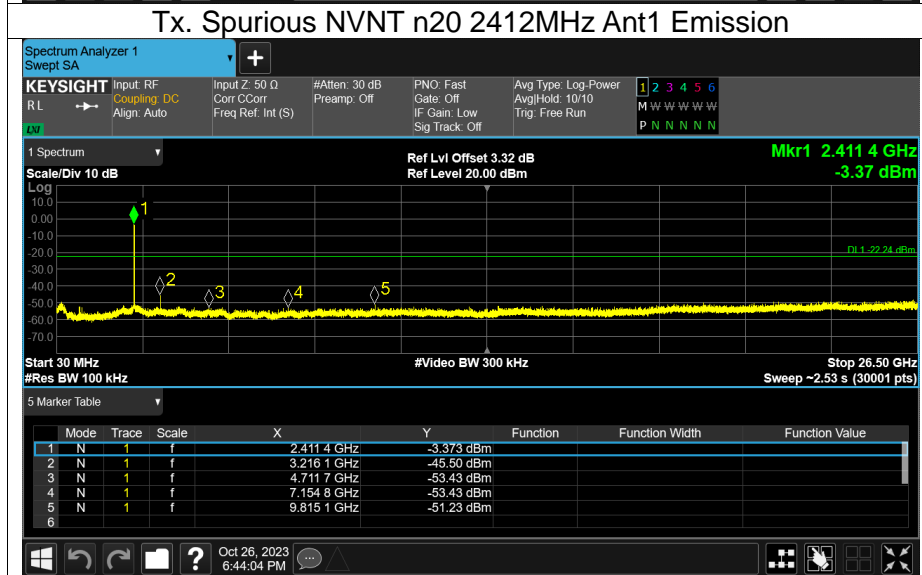 Tx. Spurious NVNT n20 2412MHz Ant1 Emission
Spectrum Analyzer 1
Swept SA
+
KEYSIGHT Input: RF Input Z: 50 Ω #Atten: 30 dB PNO: Fast Avg Type: Log-Power 1 2 3 4 5 6
R L Coupling: DC Corr CCorr Preamp: Off Gate: Off Avg|Hold: 10/10 M W W W W W
Align: Auto Freq Ref: Int (S) IF Gain: Low Trig: Free Run
LXI Sig Track: Off P N N N N N
1 Spectrum Ref Lvl Offset 3.32 dB Mkr1 2.411 4 GHz
Scale/Div 10 dB Ref Level 20.00 dBm -3.37 dBm
Log
10.0
1
0.00
-10.0
-20.0 DL1 -22.24 dBm
-30.0
-40.0 2
3 4 5
-50.0
-60.0
-70.0
Start 30 MHz #Video BW 300 kHz Stop 26.50 GHz
#Res BW 100 kHz Sweep ~2.53 s (30001 pts)
5 Marker Table
Mode Trace Scale X Y Function Function Width Function Value
1 N 1 f 2.411 4 GHz -3.373 dBm
2 N 1 f 3.216 1 GHz -45.50 dBm
3 N 1 f 4.711 7 GHz -53.43 dBm
4 N 1 f 7.154 8 GHz -53.43 dBm
5 N 1 f 9.815 1 GHz -51.23 dBm
6
? Oct 26, 2023
6:44:04 PM